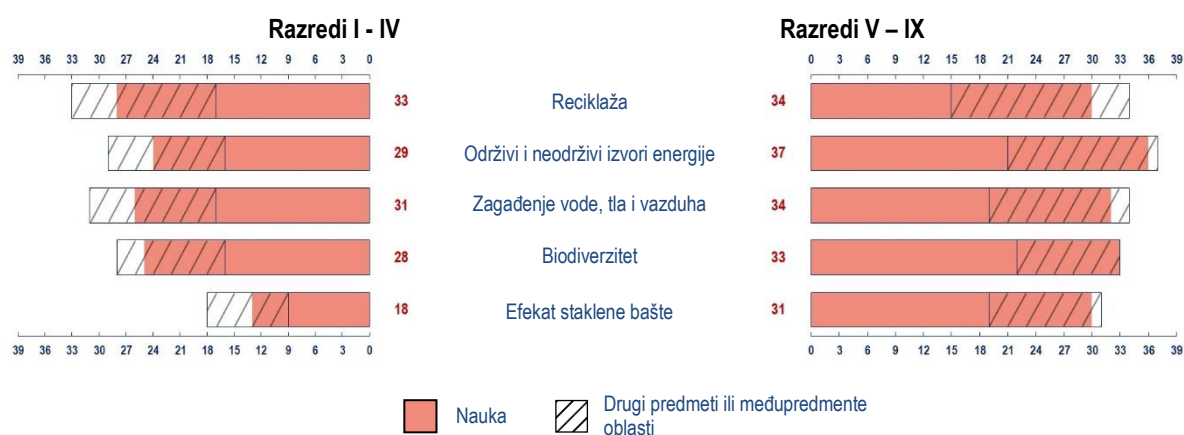 Razredi I - IV
Razredi V – IX
39 36 33 30 27 24 21 18 15 12 9 6 3 0
0 3 6 9 12 15 18 21 24 27 30 33 36 39
33 Reciklaža 34
29 Održivi i neodrživi izvori energije 37
31 Zagađenje vode, tla i vazduha 34
28 Biodiverzitet 33
18 Efekat staklene bašte 31
39 36 33 30 27 24 21 18 15 12 9 6 3 0
0 3 6 9 12 15 18 21 24 27 30 33 36 39
Nauka
Drugi predmeti ili međupredmente
oblasti